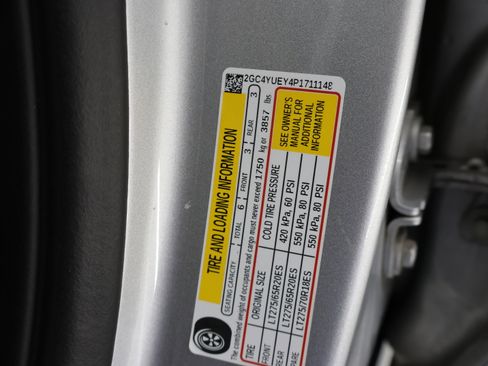 2GC4YUEY4P1711148
TIRE AND LOADING INFORMATION
SEATING CAPACITY TOTAL 6 FRONT 3 REAR 3
The combined weight of occupants and cargo must never exceed 1750 kg or 3857 lbs
TIRE ORIGINAL SIZE COLD TIRE PRESSURE
FRONT LT275/65R20ES 420 kPa, 60 PSI
REAR LT275/65R20ES 550 kPa, 80 PSI
SPARE LT275/70R18ES 550 kPa, 80 PSI
SEE OWNER'S
MANUAL FOR
ADDITIONAL
INFORMATION